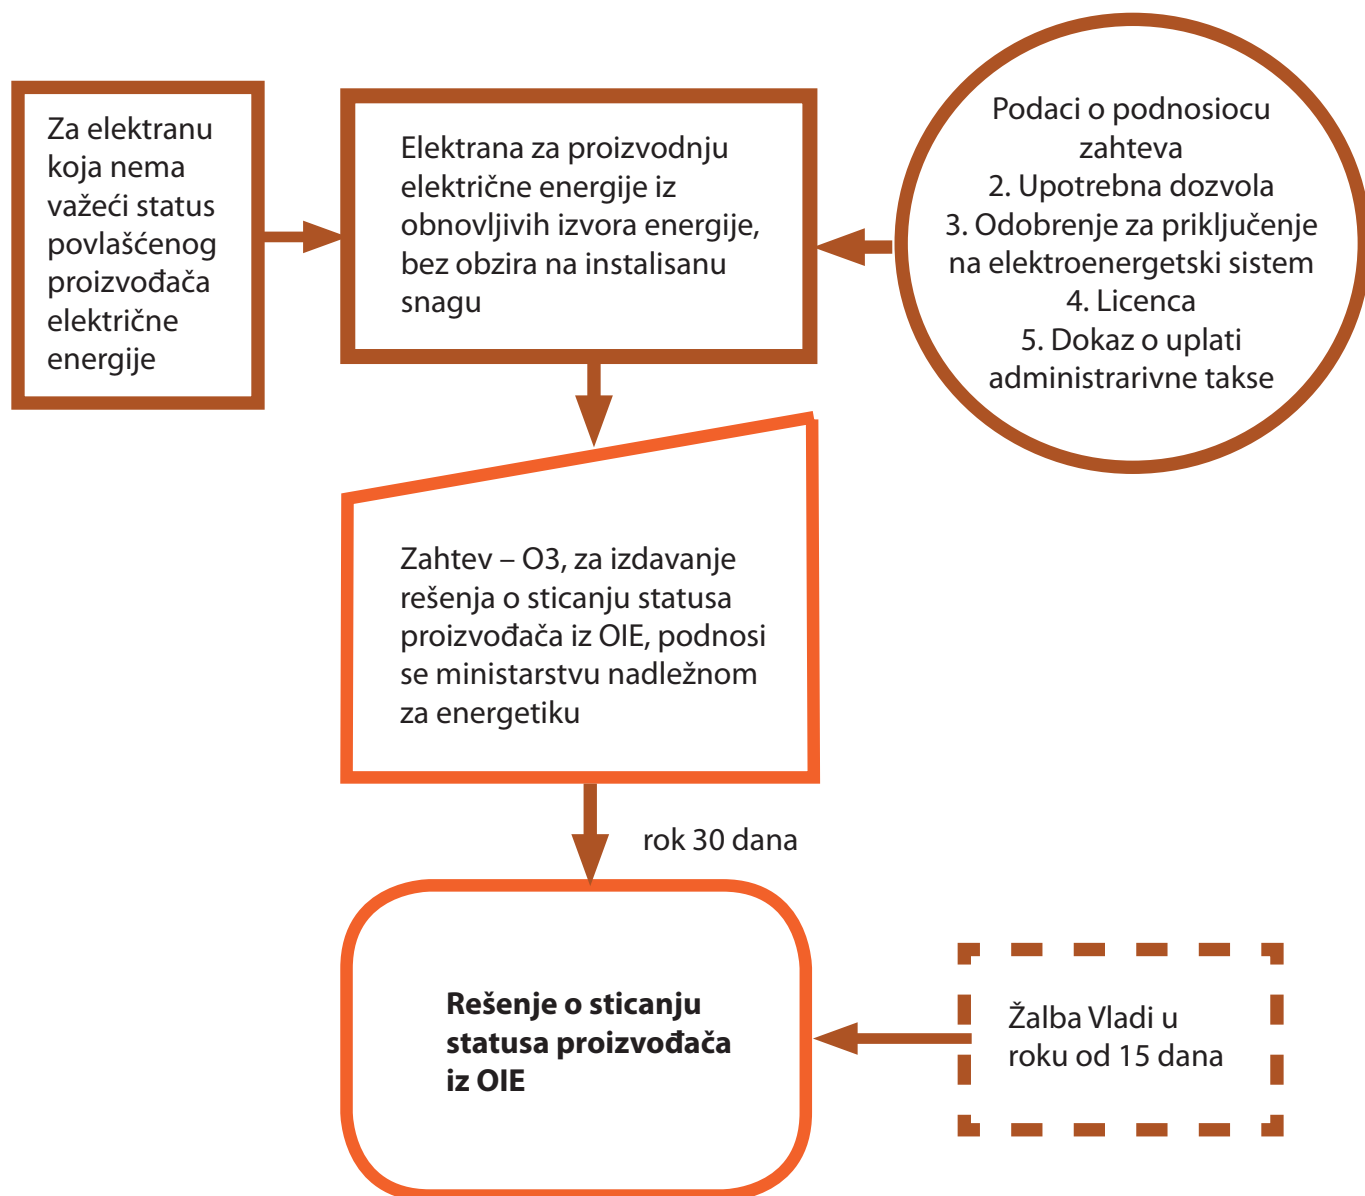 Za elektranu
koja nema
važeći status
povlašćenog
proizvođača
električne
energije
Elektrana za proizvodnju
električne energije iz
obnovljivih izvora energije,
bez obzira na instalisanu
snagu
Podaci o podnosiocu
zahteva
2. Upotrebna dozvola
3. Odobrenje za priključenje
na elektroenergetski sistem
4. Licenca
5. Dokaz o uplati
administrarivne takse
Zahtev – O3, za izdavanje
rešenja o sticanju statusa
proizvođača iz OIE, podnosi
se ministarstvu nadležnom
za energetiku
rok 30 dana
Rešenje o sticanju
statusa proizvođača
iz OIE
Žalba Vladi u
roku od 15 dana